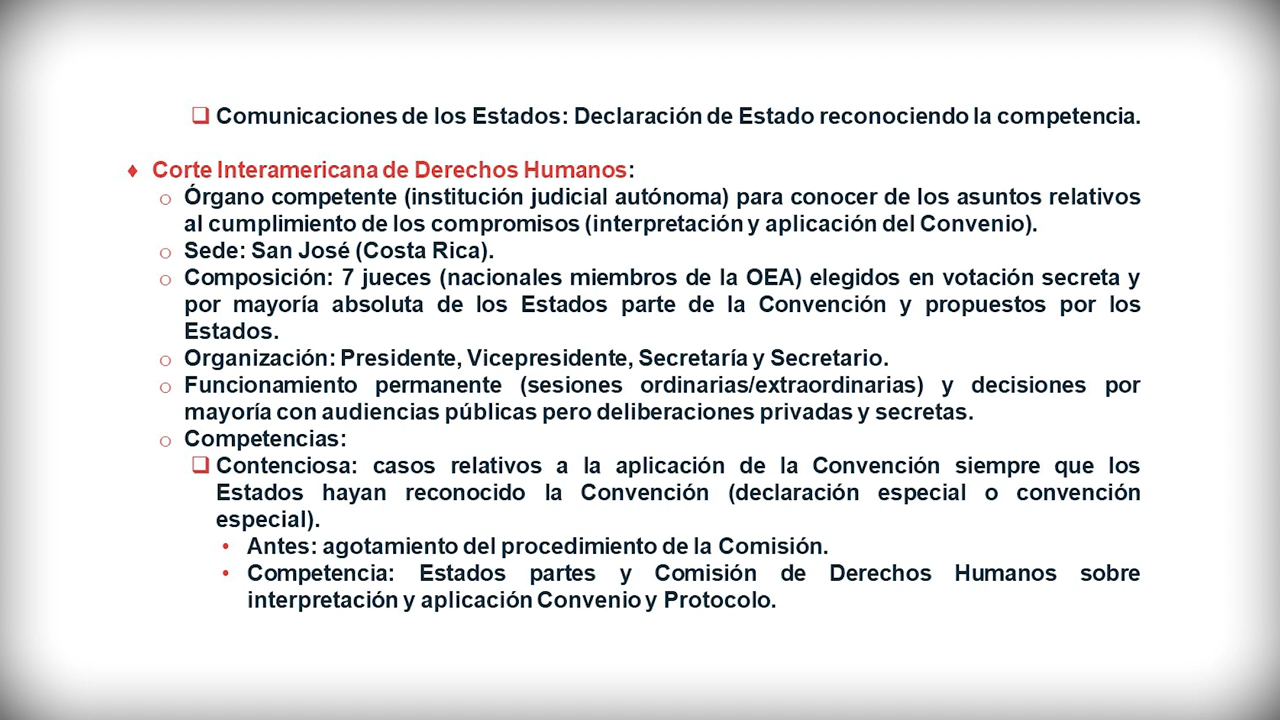 ❑ Comunicaciones de los Estados: Declaración de Estado reconociendo la competencia.
♦ Corte Interamericana de Derechos Humanos:
o Órgano competente (institución judicial autónoma) para conocer de los asuntos relativos
al cumplimiento de los compromisos (interpretación y aplicación del Convenio).
o Sede: San José (Costa Rica).
o Composición: 7 jueces (nacionales miembros de la OEA) elegidos en votación secreta y
por mayoría absoluta de los Estados parte de la Convención y propuestos por los
Estados.
o Organización: Presidente, Vicepresidente, Secretaría y Secretario.
o Funcionamiento permanente (sesiones ordinarias/extraordinarias) y decisiones por
mayoría con audiencias públicas pero deliberaciones privadas y secretas.
o Competencias:
❑ Contenciosa: casos relativos a la aplicación de la Convención siempre que los
Estados hayan reconocido la Convención (declaración especial o convención
especial).
• Antes: agotamiento del procedimiento de la Comisión.
• Competencia: Estados partes y Comisión de Derechos Humanos sobre
interpretación y aplicación Convenio y Protocolo.